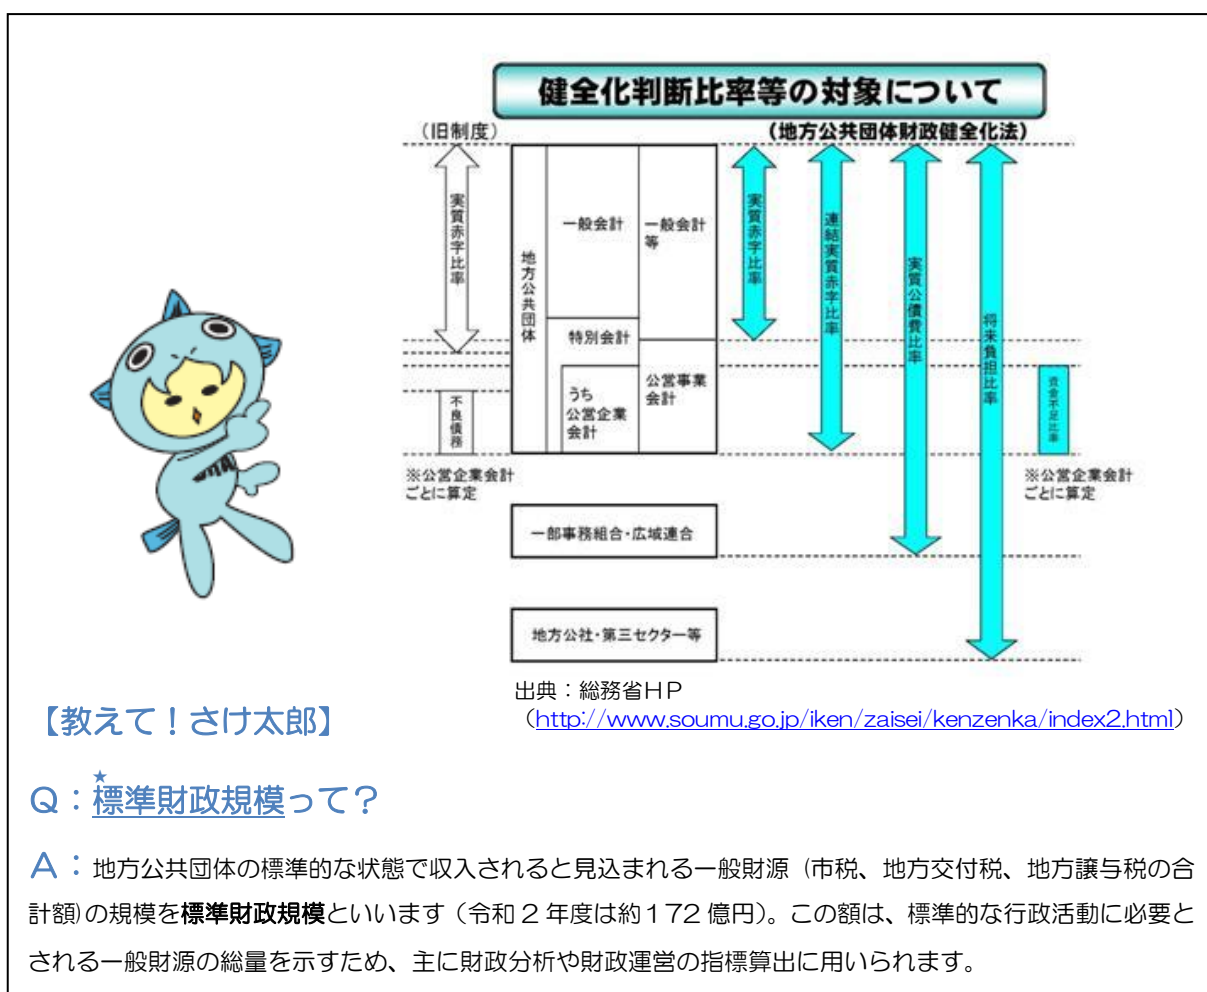 健全化判断比率等の対象について
（旧制度）
（地方公共団体財政健全化法）
実質赤字比率
地方公共団体
一般会計
一般会計
等
特別会計
うち
公営企業
会計
公営事業
会計
不良債務
※公営企業会計
ごとに算定
実質赤字比率
連結実質赤字比率
実質公債費比率
将来負担比率
資金不足比率
※公営企業会計
ごとに算定
一部事務組合・広域連合
地方公社・第三セクター等
出典：総務省ＨＰ
（http://www.soumu.go.jp/iken/zaisei/kenzenka/index2.html）
【教えて！さけ太郎】
★
Ｑ：標準財政規模って？
Ａ：地方公共団体の標準的な状態で収入されると見込まれる一般財源（市税、地方交付税、地方譲与税の合
計額)の規模を標準財政規模といいます（令和２年度は約１７２億円）。この額は、標準的な行政活動に必要と
される一般財源の総量を示すため、主に財政分析や財政運営の指標算出に用いられます。